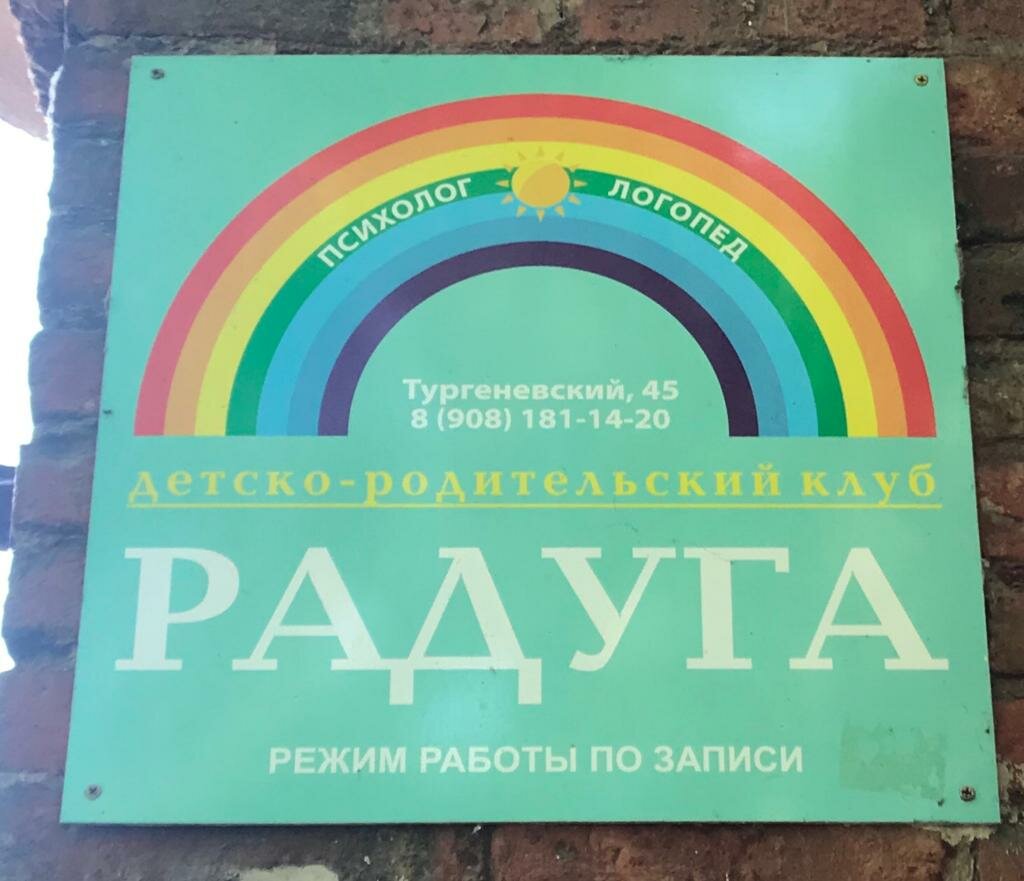 ПСИХОЛОГ ЛОГОПЕД
Тургеневский, 45
8 (908) 181-14-20
детско-родительский клуб
РАДУГА
РЕЖИМ РАБОТЫ ПО ЗАПИСИ